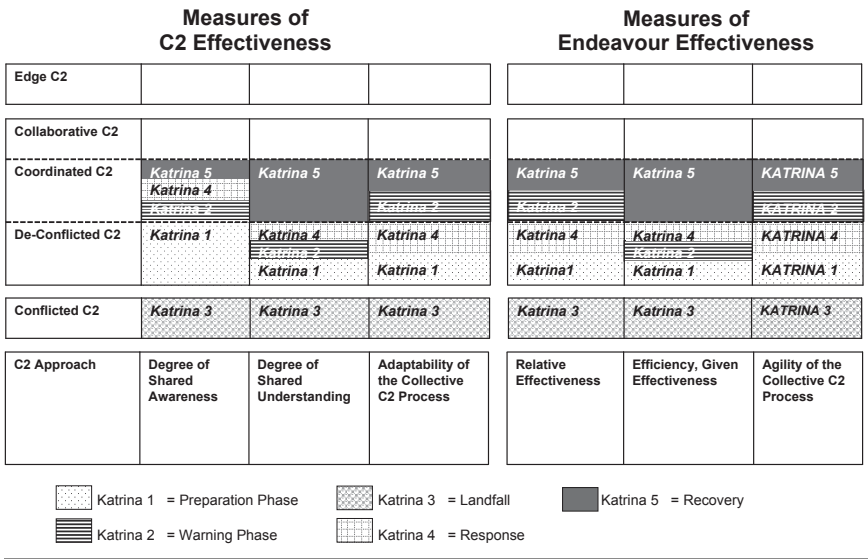 Measures of
C2 Effectiveness
Measures of
Endeavour Effectiveness
Edge C2
Collaborative C2
Coordinated C2
Katrina 5
Katrina 5
Katrina 5
Katrina 5
Katrina 5
KATRINA 5
Katrina 4
Katrina 2
Katrina 2
Katrina 2
KATRINA 2
De-Conflicted C2
Katrina 1
Katrina 4
Katrina 4
Katrina 4
Katrina 4
KATRINA 4
Katrina 2
Katrina 2
Katrina 1
Katrina 1
Katrina1
Katrina 1
KATRINA 1
Conflicted C2
Katrina 3
Katrina 3
Katrina 3
Katrina 3
Katrina 3
KATRINA 3
C2 Approach
Degree of
Shared
Awareness
Degree of
Shared
Understanding
Adaptability of
the Collective
C2 Process
Relative
Effectiveness
Efficiency, Given
Effectiveness
Agility of the
Collective C2
Process
Katrina 1 = Preparation Phase
Katrina 3 = Landfall
Katrina 5 = Recovery
Katrina 2 = Warning Phase
Katrina 4 = Response